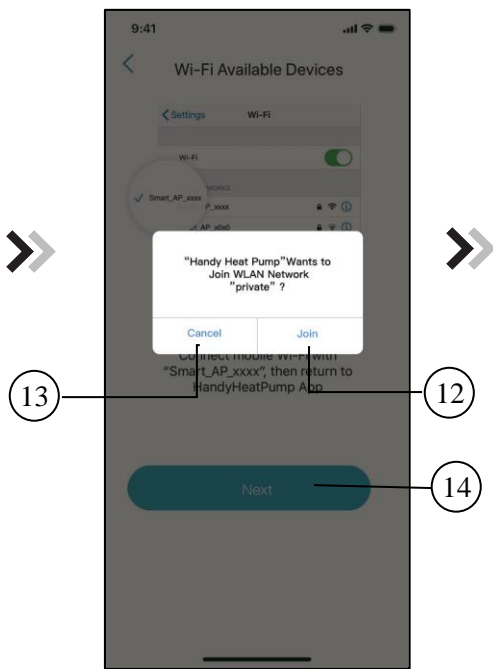 9:41
Wi-Fi Available Devices
Settings Wi-Fi
Wi-Fi
Smart_AP_xxxx
P_xxxx
AP_x0x0
"Handy Heat Pump"Wants to
Join WLAN Network
"private" ?
Cancel Join
Connect mobile Wi-Fi with
"Smart_AP_xxxx", then return to
HandyHeatPump App
13
12
Next
14